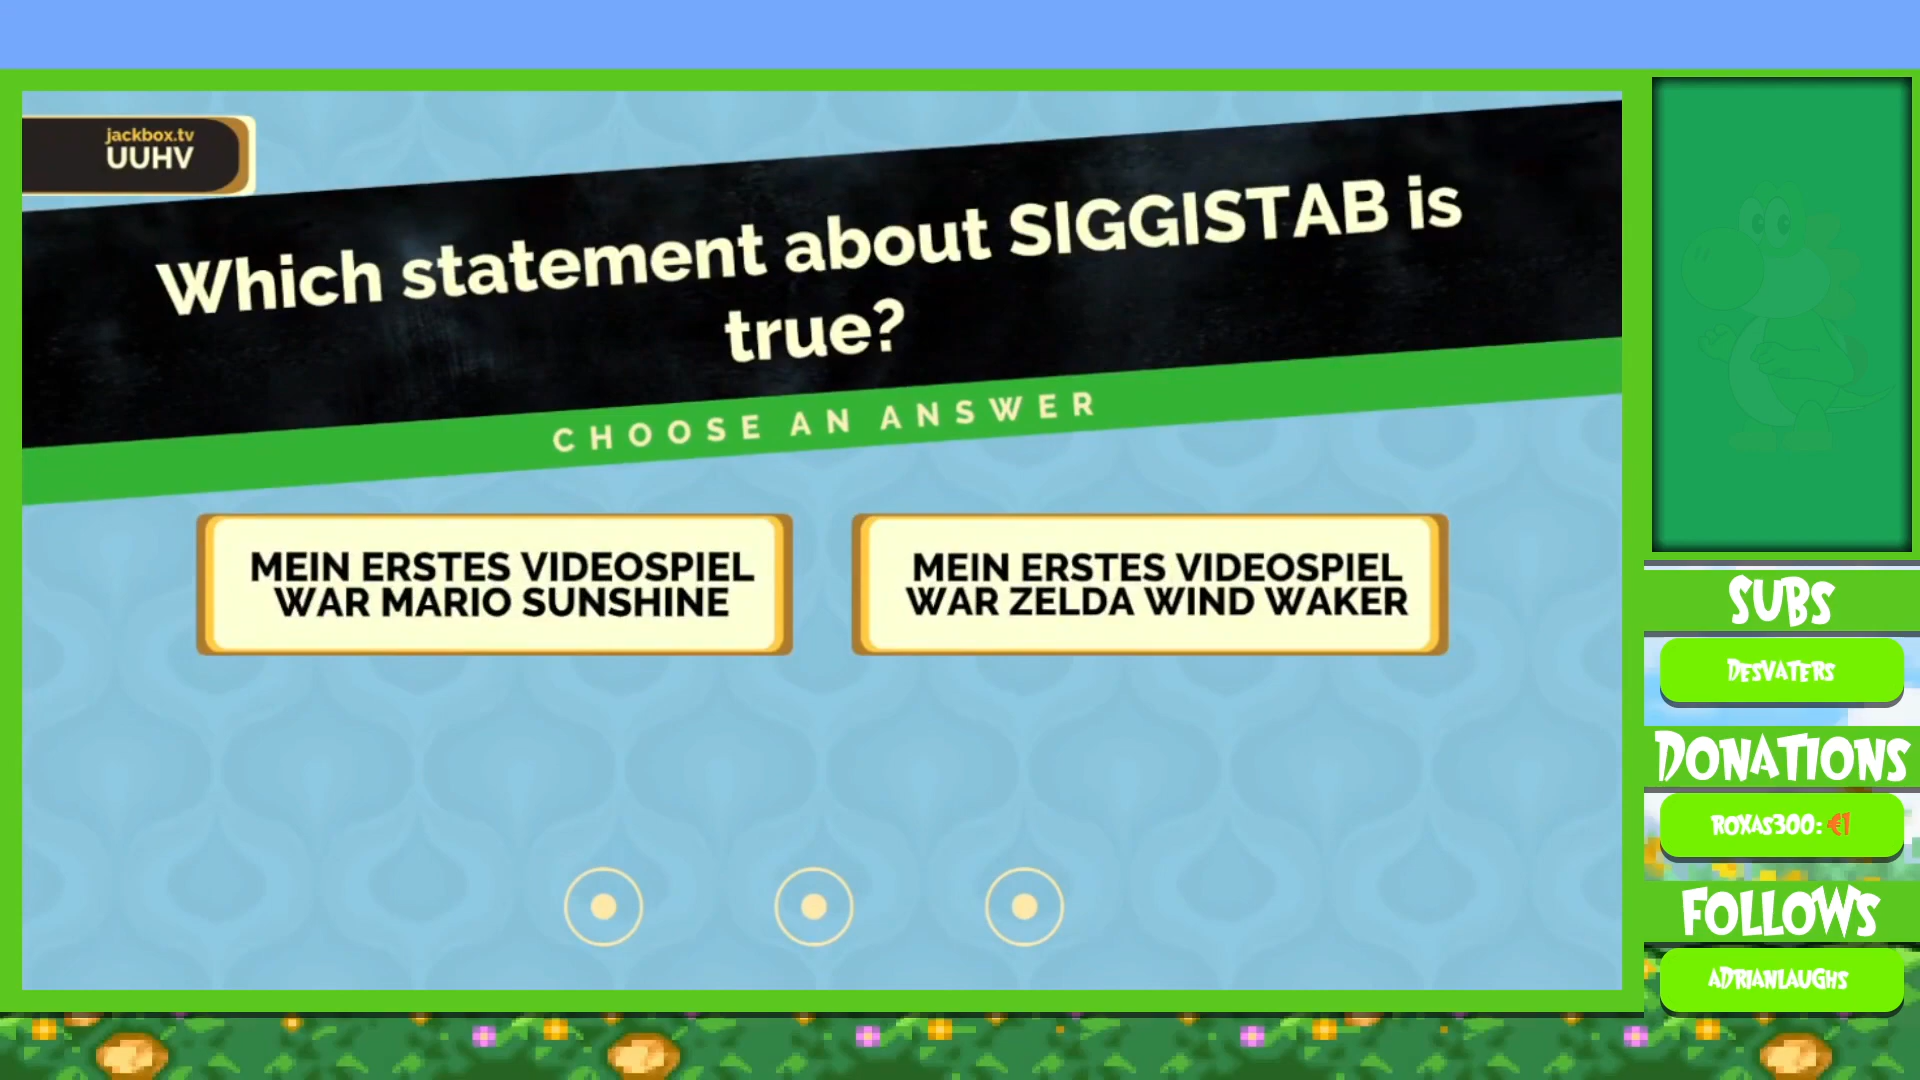 jackbox.tv
UUHV
Which statement about SIGGISTAB is
true?
CHOOSE AN ANSWER
MEIN ERSTES VIDEOSPIEL
WAR MARIO SUNSHINE
MEIN ERSTES VIDEOSPIEL
WAR ZELDA WIND WAKER
SUBS
DESVATERS
DONATIONS
ROXAS300: €1
FOLLOWS
ADRIANLAUGHS